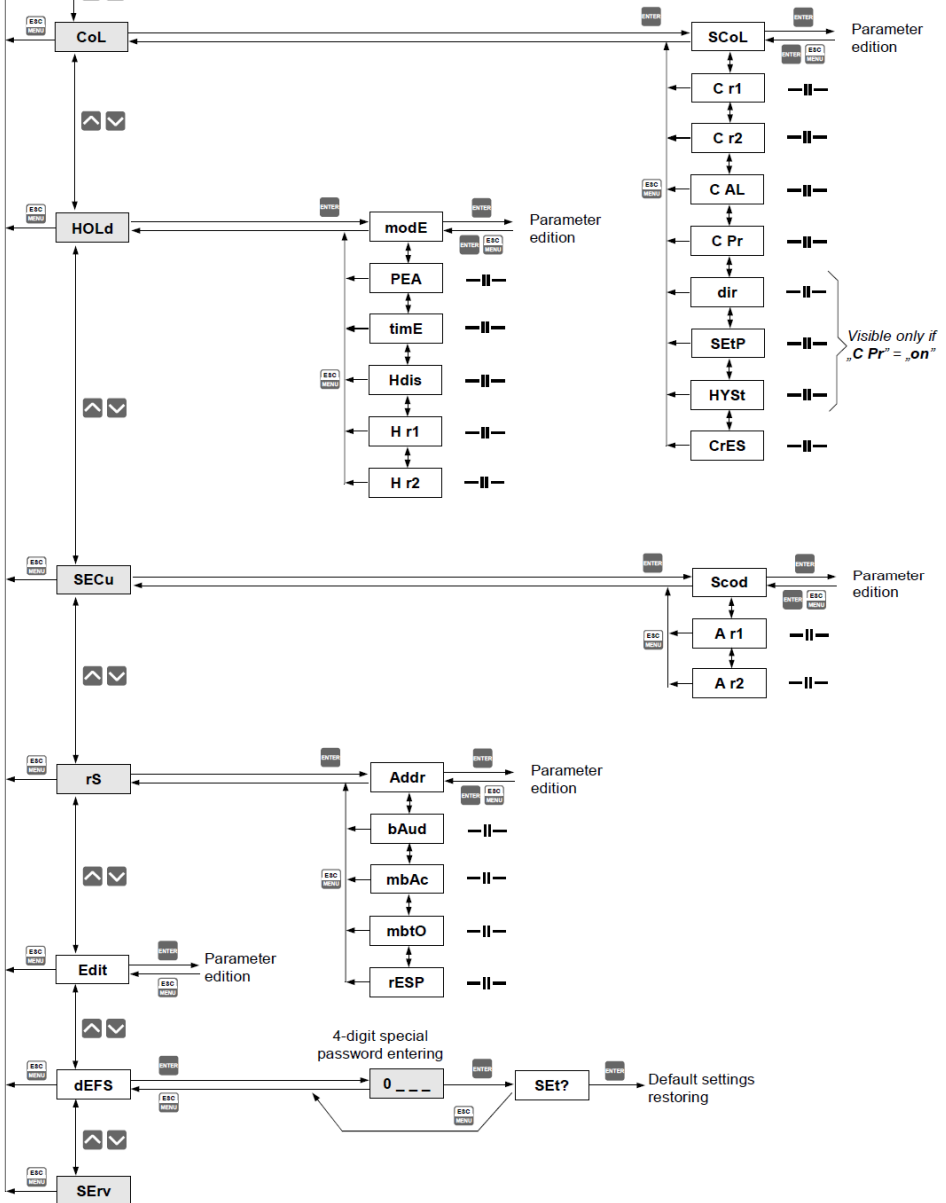 ESC
MENU
CoL
ENTER
SCoL
ENTER
ENTER
ESC
MENU
Parameter
edition
C r1
C r2
ESC
MENU
C AL
C Pr
dir
SEtP
HYSt
Visible only if
„C Pr” = „on”
CrES
ESC
MENU
HOLd
ENTER
modE
ENTER
ENTER
ESC
MENU
Parameter
edition
PEA
timE
ESC
MENU
Hdis
H r1
H r2
ESC
MENU
SECu
ENTER
Scod
ENTER
ENTER
ESC
MENU
Parameter
edition
ESC
MENU
A r1
A r2
ESC
MENU
rS
ENTER
Addr
ENTER
ENTER
ESC
MENU
Parameter
edition
bAud
ESC
MENU
mbAc
mbtO
rESP
ESC
MENU
Edit
ENTER
ESC
MENU
Parameter
edition
4-digit special
password entering
ESC
MENU
dEFS
ENTER
ESC
MENU
0 _ _ _
ENTER
ESC
MENU
SEt?
ENTER
Default settings
restoring
ESC
MENU
SErv